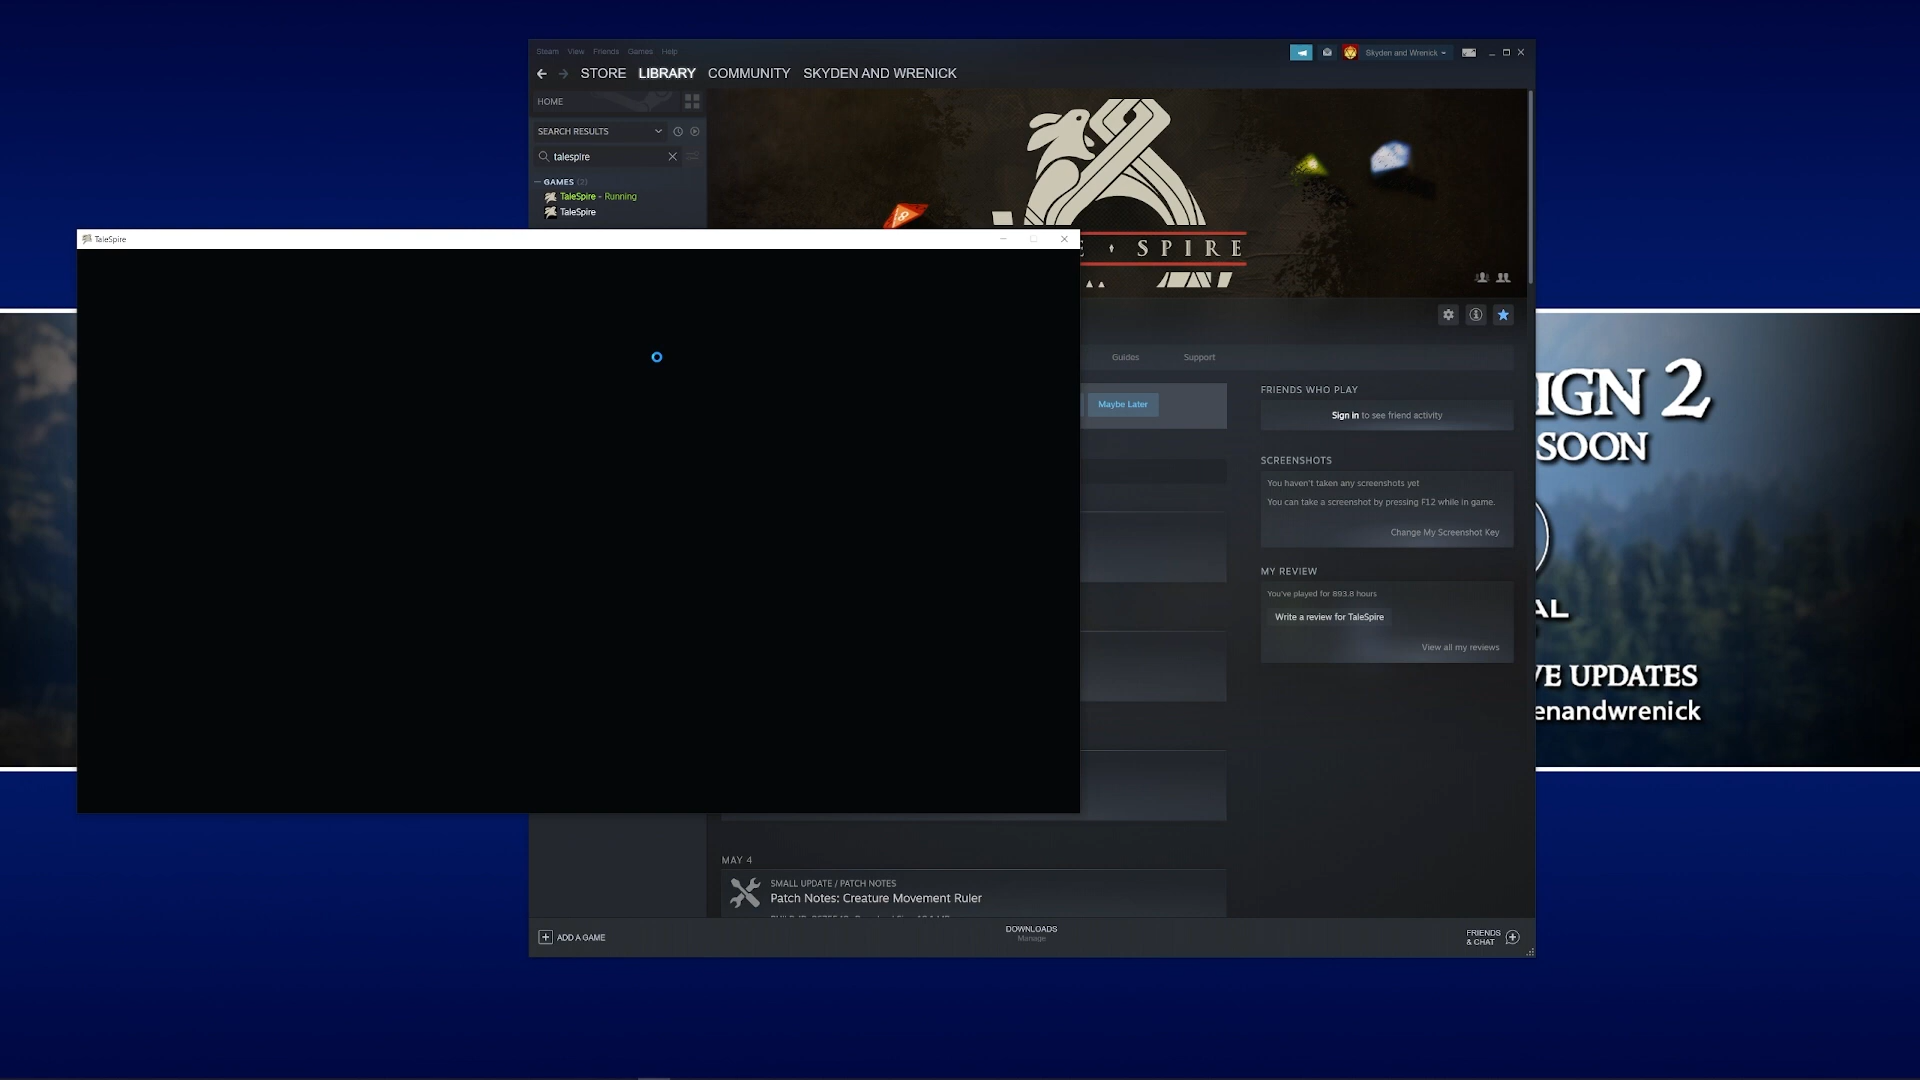 Steam View Friends Games Help
Skyden and Wrenick
STORE LIBRARY COMMUNITY SKYDEN AND WRENICK
HOME
SEARCH RESULTS
talespire
GAMES (2)
TaleSpire - Running
TaleSpire
TaleSpire
SPIRE
Guides Support
Maybe Later
FRIENDS WHO PLAY
Sign in to see friend activity
SCREENSHOTS
You haven't taken any screenshots yet
You can take a screenshot by pressing F12 while in game.
Change My Screenshot Key
MY REVIEW
You've played for 893.8 hours
Write a review for TaleSpire
View all my reviews
IGN 2
SOON
AL
VE UPDATES
enandwrenick
MAY 4
SMALL UPDATE / PATCH NOTES
Patch Notes: Creature Movement Ruler
ADD A GAME
DOWNLOADS
Manage
FRIENDS
& CHAT